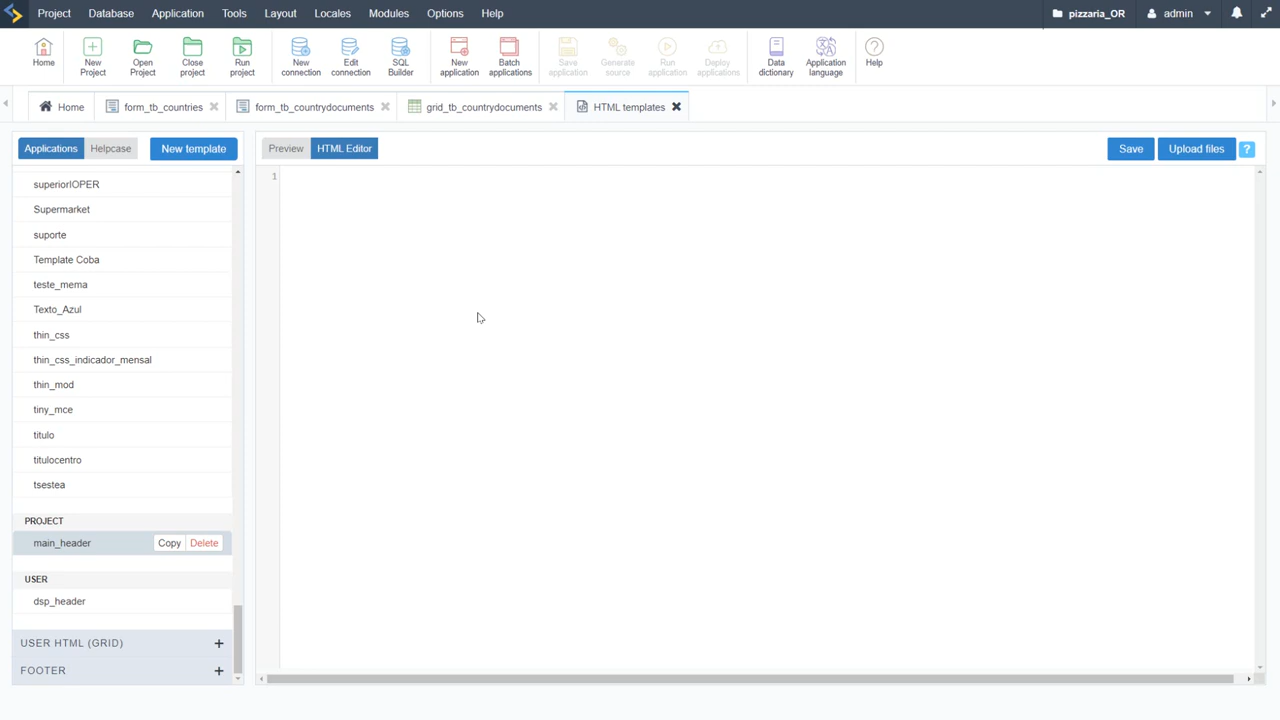 Project Database Application Tools Layout Locales Modules Options Help pizzaria_OR admin
Home New Project Open Project Close project Run project New connection Edit connection SQL Builder New application Batch applications Save application Generate source Run application Deploy applications Data dictionary Application language Help
Home form_tb_countries form_tb_countrydocuments grid_tb_countrydocuments HTML templates
Applications Helpcase New template Preview HTML Editor Save Upload files ?
1
superiorIOPER
Supermarket
suporte
Template Coba
teste_mema
Texto_Azul
thin_css
thin_css_indicador_mensal
thin_mod
tiny_mce
titulo
titulocentro
tsestea
PROJECT
main_header Copy Delete
USER
dsp_header
USER HTML (GRID) +
FOOTER +